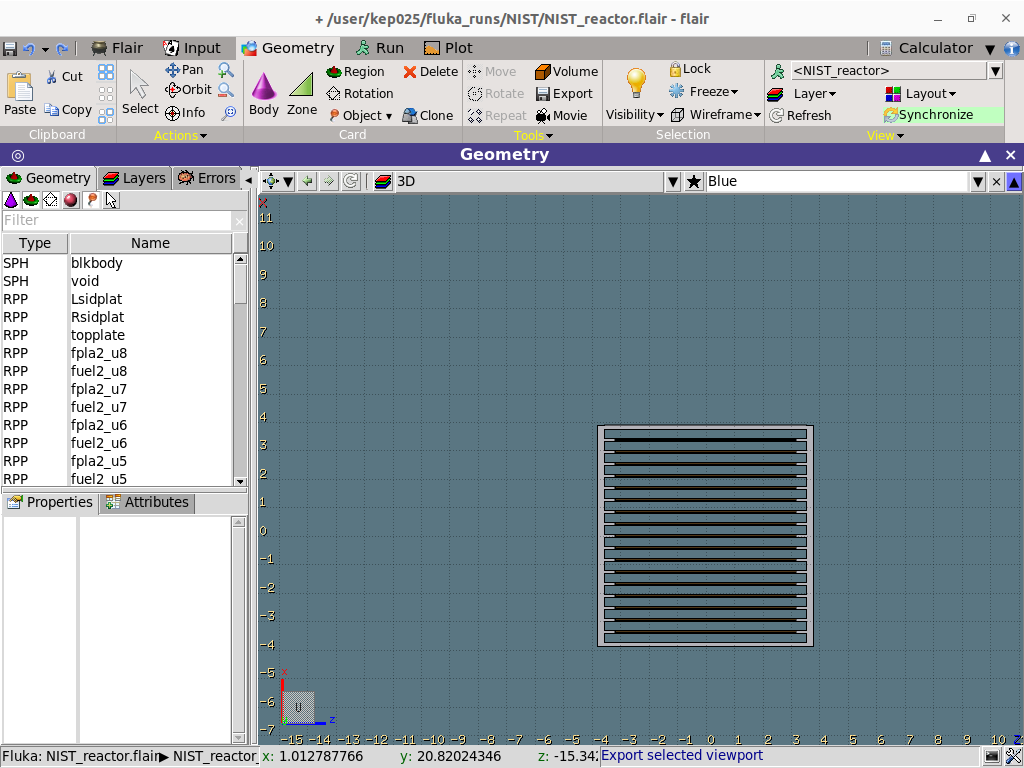 + /user/kep025/fluka_runs/NIST/NIST_reactor.flair - flair
Flair Input Geometry Run Plot Calculator
Paste Cut Copy Clipboard
Select Pan Orbit Info Actions
Body Zone Region Rotation Object Delete Clone Card
Move Rotate Repeat Volume Export Movie Tools
Visibility Lock Freeze Wireframe Selection
<NIST_reactor> Layer Layout Refresh Synchronize View
Geometry
Geometry Layers Errors
3D Blue
Filter
Type Name
SPH blkbody
SPH void
RPP Lsidplat
RPP Rsidplat
RPP topplate
RPP fpla2_u8
RPP fuel2_u8
RPP fpla2_u7
RPP fuel2_u7
RPP fpla2_u6
RPP fuel2_u6
RPP fpla2_u5
RPP fuel2_u5
Properties Attributes
x
11
10
9
8
7
6
5
4
3
2
1
0
-1
-2
-3
-4
-5
-6
-7
x
U
z
-15 -14 -13 -12 -11 -10 -9 -8 -7 -6 -5 -4 -3 -2 -1 0 1 2 3 4 5 6 7 8 9 10 z
Fluka: NIST_reactor.flair NIST_reactor x: 1.012787766 y: 20.82024346 z: -15.342 Export selected viewport